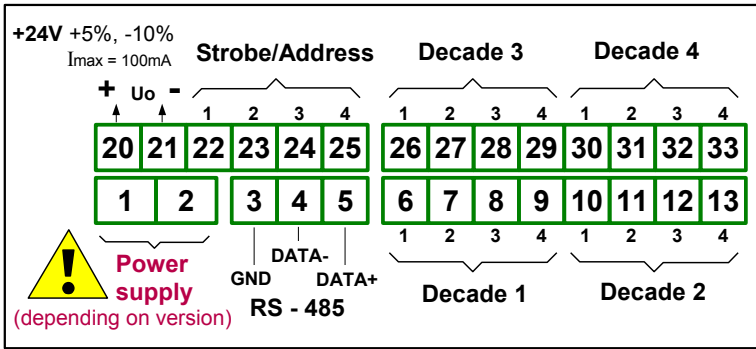 +24V +5%, -10%
Imax = 100mA
+ Uo -
Strobe/Address
Decade 3
Decade 4
1 2 3 4 1 2 3 4 1 2 3 4
20 21 22 23 24 25 26 27 28 29 30 31 32 33
1 2 3 4 5 6 7 8 9 10 11 12 13
1 2 3 4 1 2 3 4
!
Power
supply
(depending on version)
GND
DATA-
DATA+
RS - 485
Decade 1
Decade 2